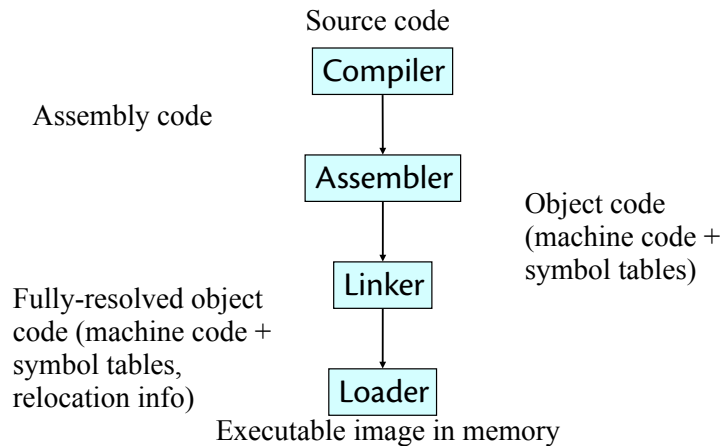 Source code
Compiler
Assembly code
Assembler
Object code
(machine code +
symbol tables)
Linker
Fully-resolved object
code (machine code +
symbol tables,
relocation info)
Loader
Executable image in memory